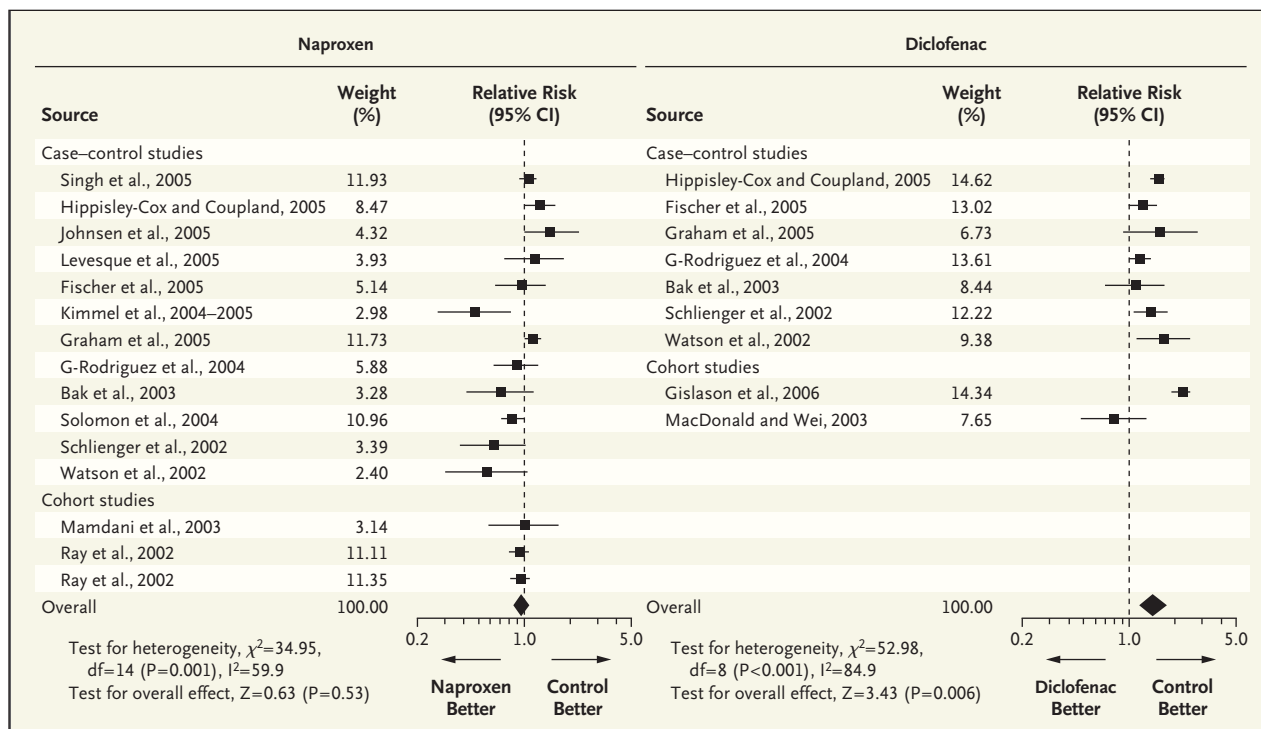 Naproxen
Source Weight (%) Relative Risk (95% CI)
Case–control studies
Singh et al., 2005 11.93
Hippisley-Cox and Coupland, 2005 8.47
Johnsen et al., 2005 4.32
Levesque et al., 2005 3.93
Fischer et al., 2005 5.14
Kimmel et al., 2004–2005 2.98
Graham et al., 2005 11.73
G-Rodriguez et al., 2004 5.88
Bak et al., 2003 3.28
Solomon et al., 2004 10.96
Schlienger et al., 2002 3.39
Watson et al., 2002 2.40
Cohort studies
Mamdani et al., 2003 3.14
Ray et al., 2002 11.11
Ray et al., 2002 11.35
Overall 100.00
0.2 1.0 5.0
Test for heterogeneity, χ²=34.95,
df=14 (P=0.001), I²=59.9
Test for overall effect, Z=0.63 (P=0.53)
Naproxen Better
Control Better
Diclofenac
Source Weight (%) Relative Risk (95% CI)
Case–control studies
Hippisley-Cox and Coupland, 2005 14.62
Fischer et al., 2005 13.02
Graham et al., 2005 6.73
G-Rodriguez et al., 2004 13.61
Bak et al., 2003 8.44
Schlienger et al., 2002 12.22
Watson et al., 2002 9.38
Cohort studies
Gislason et al., 2006 14.34
MacDonald and Wei, 2003 7.65
Overall 100.00
0.2 1.0 5.0
Test for heterogeneity, χ²=52.98,
df=8 (P<0.001), I²=84.9
Test for overall effect, Z=3.43 (P=0.006)
Diclofenac Better
Control Better